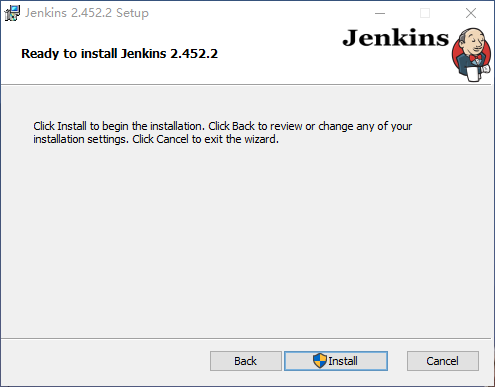 Jenkins 2.452.2 Setup
Jenkins
Ready to install Jenkins 2.452.2
Click Install to begin the installation. Click Back to review or change any of your
installation settings. Click Cancel to exit the wizard.
Back
Install
Cancel